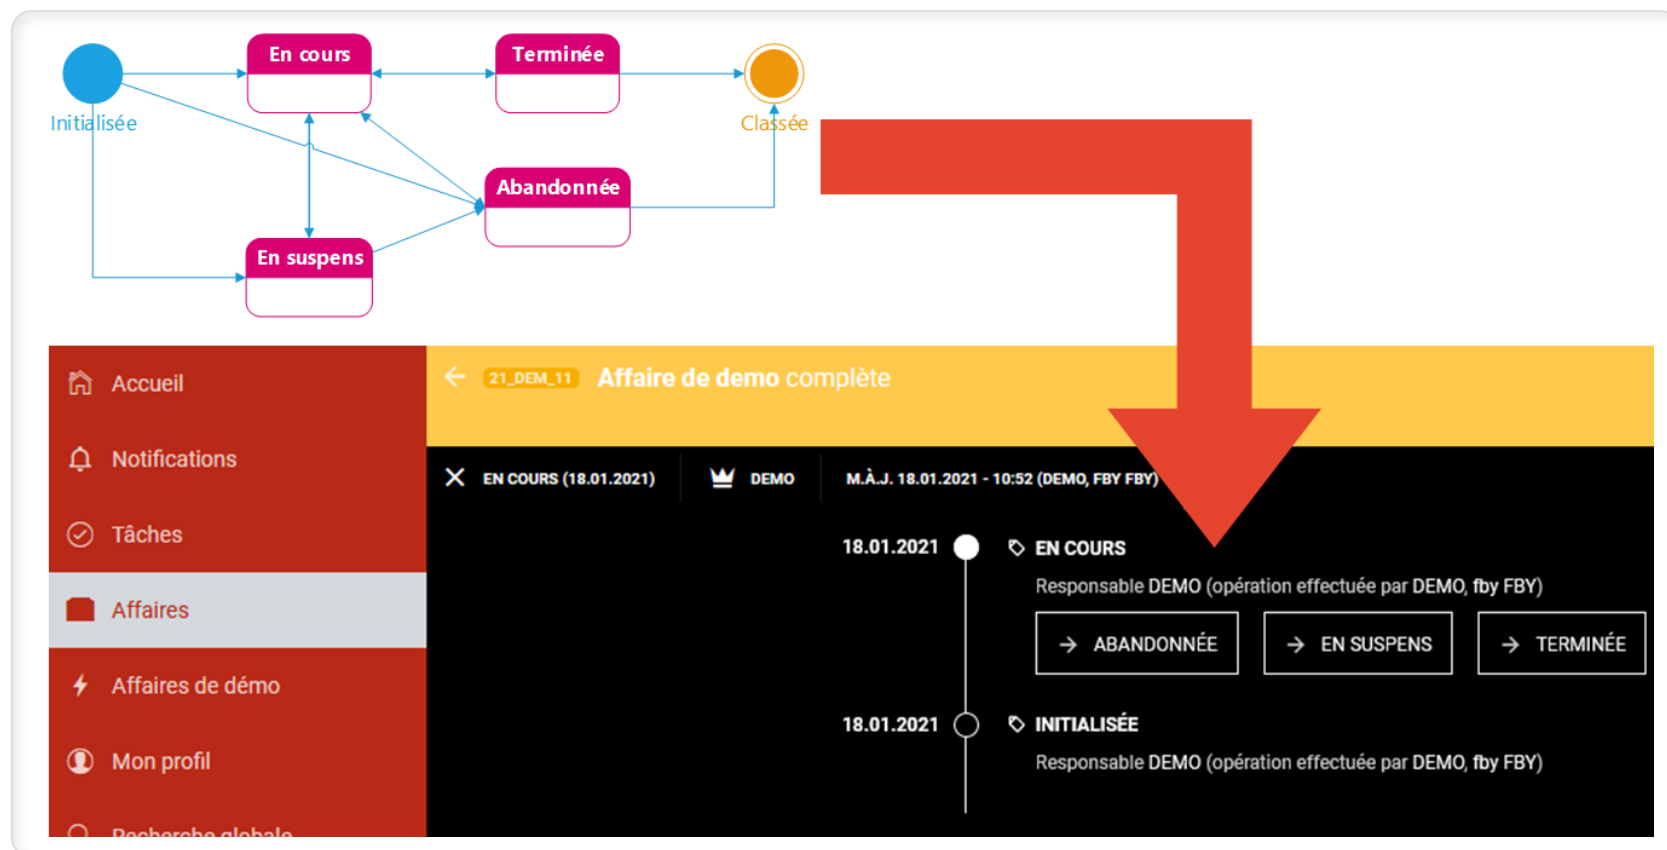 En cours
Terminée
Initialisée
Classée
Abandonnée
En suspens
Accueil
Notifications
Tâches
Affaires
Affaires de démo
Mon profil
Recherche globale
21_DEM_11 Affaire de demo complète
EN COURS (18.01.2021) DEMO M.À.J. 18.01.2021 - 10:52 (DEMO, FBY FBY)
18.01.2021 EN COURS
Responsable DEMO (opération effectuée par DEMO, fby FBY)
ABANDONNÉE EN SUSPENS TERMINÉE
18.01.2021 INITIALISÉE
Responsable DEMO (opération effectuée par DEMO, fby FBY)